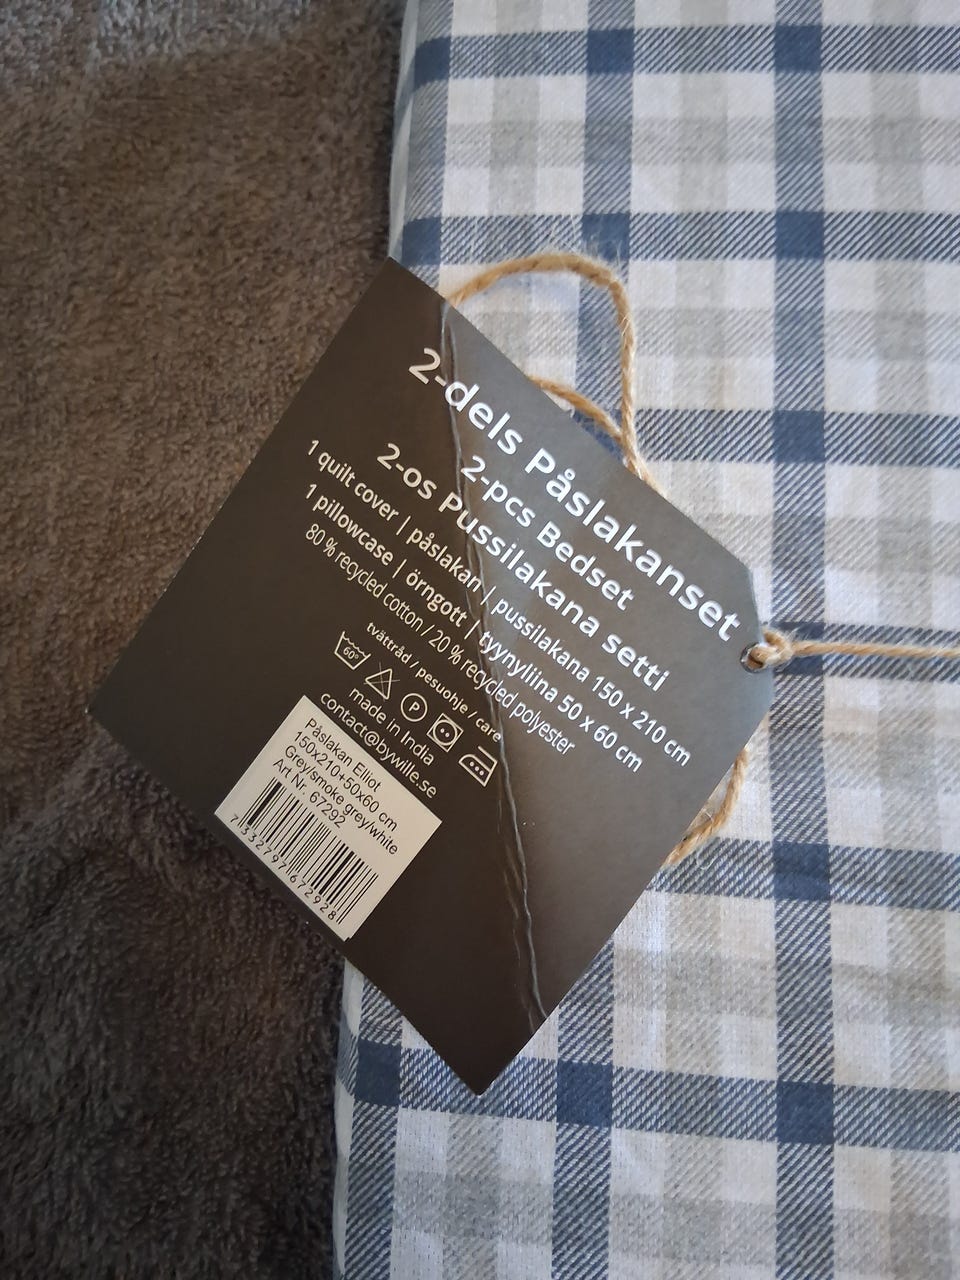 2-dels Påslakanset
2-pcs Bedset
2-os Pussilakana setti
1 quilt cover | påslakan | pussilakana 150 x 210 cm
1 pillowcase | örngott | tyynyliina 50 x 60 cm
80 % recycled cotton / 20 % recycled polyester
tvättråd / pesuohje / care
60°
P
made in India
contact@bywille.se
Påslakan Elliot
150x210+50x60 cm
Grey/smoke grey/white
Art Nr. 67292
7332797672928